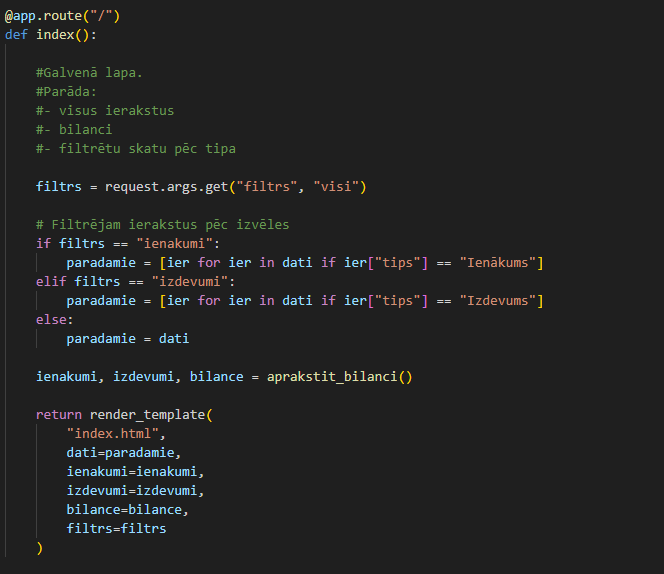 @app.route("/")
def index():
#Galvenā lapa.
#Parāda:
#- visus ierakstus
#- bilanci
#- filtrētu skatu pēc tipa
filtrs = request.args.get("filtrs", "visi")
# Filtrējam ierakstus pēc izvēles
if filtrs == "ienakumi":
paradamie = [ier for ier in dati if ier["tips"] == "Ienākums"]
elif filtrs == "izdevumi":
paradamie = [ier for ier in dati if ier["tips"] == "Izdevums"]
else:
paradamie = dati
ienakumi, izdevumi, bilance = aprakstit_bilanci()
return render_template(
"index.html",
dati=paradamie,
ienakumi=ienakumi,
izdevumi=izdevumi,
bilance=bilance,
filtrs=filtrs
)